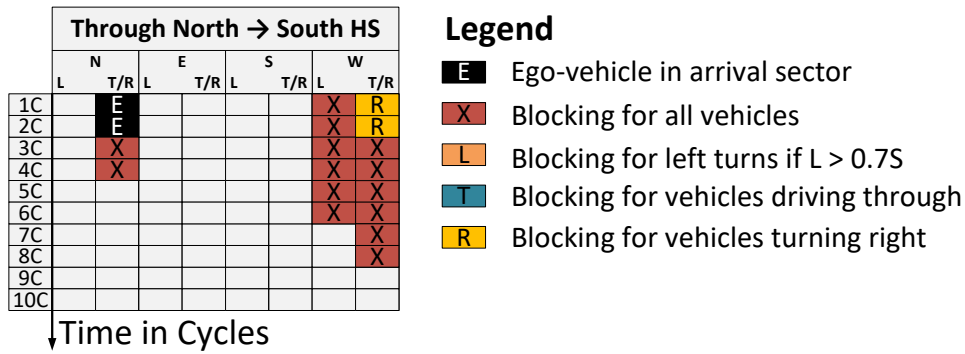 Through North → South HS
N E S W
L T/R L T/R L T/R L T/R
1C E X R
2C E X R
3C X X X
4C X X X
5C X X
6C X X
7C X
8C X
9C
10C
Time in Cycles
Legend
E Ego-vehicle in arrival sector
X Blocking for all vehicles
L Blocking for left turns if L > 0.7S
T Blocking for vehicles driving through
R Blocking for vehicles turning right